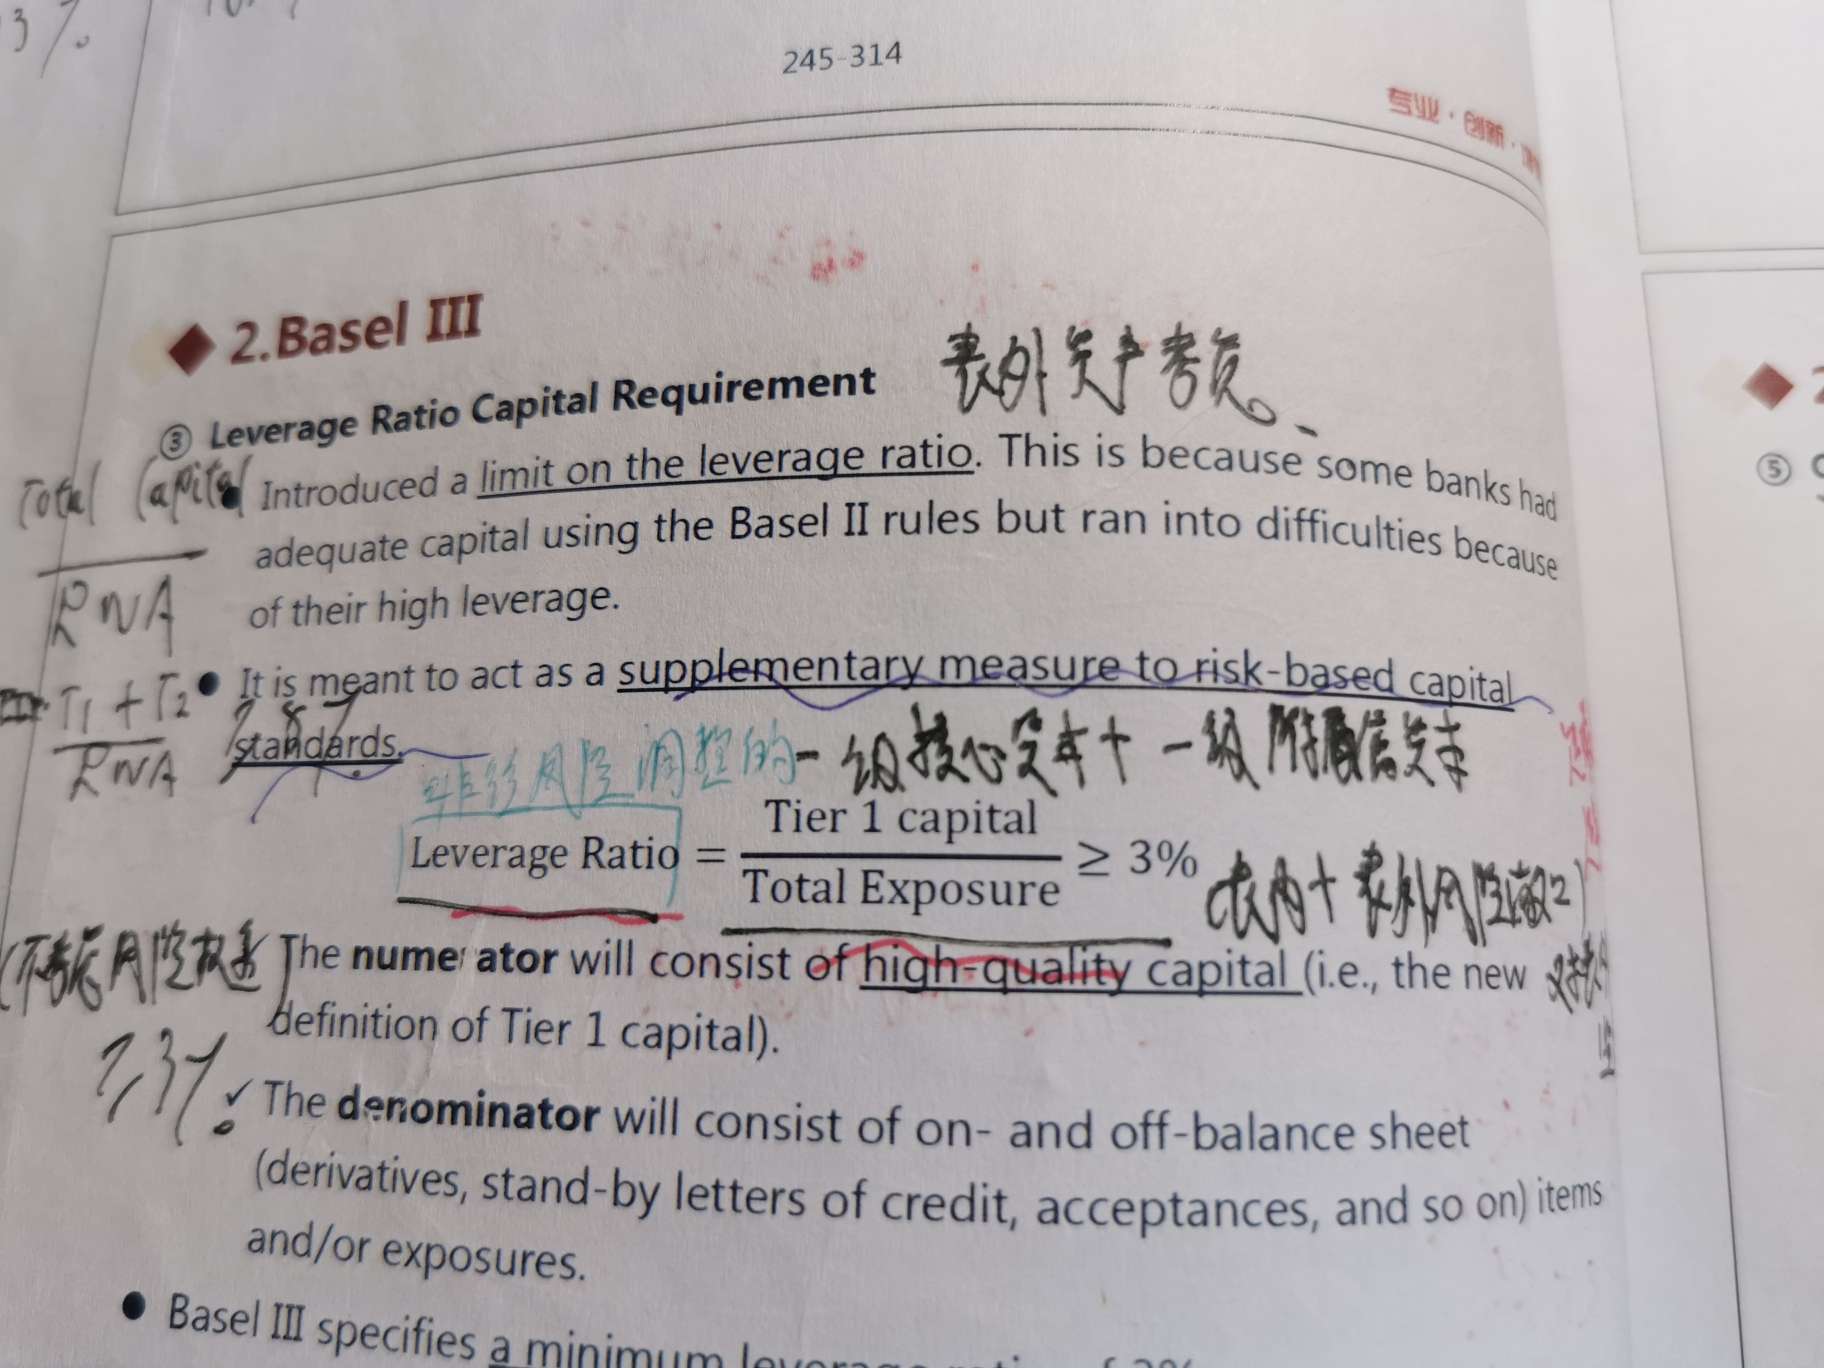 3%
245-314
专业·创新·
2.Basel III
表外资产考虑。
③ Leverage Ratio Capital Requirement
Total Capital
RWA
Introduced a limit on the leverage ratio. This is because some banks had
adequate capital using the Basel II rules but ran into difficulties because
of their high leverage.
It is meant to act as a supplementary measure to risk-based capital
standards.
T1 + T2
RWA
非经风险调整的
一级核心资本+一级附属资本
Leverage Ratio = Tier 1 capital / Total Exposure ≥ 3%
表内+表外风险敞口
(不考虑风险权重
The numerator will consist of high-quality capital (i.e., the new
definition of Tier 1 capital).
≥3%
✓ The denominator will consist of on- and off-balance sheet
(derivatives, stand-by letters of credit, acceptances, and so on) items
and/or exposures.
Basel III specifies a minimum
⑤